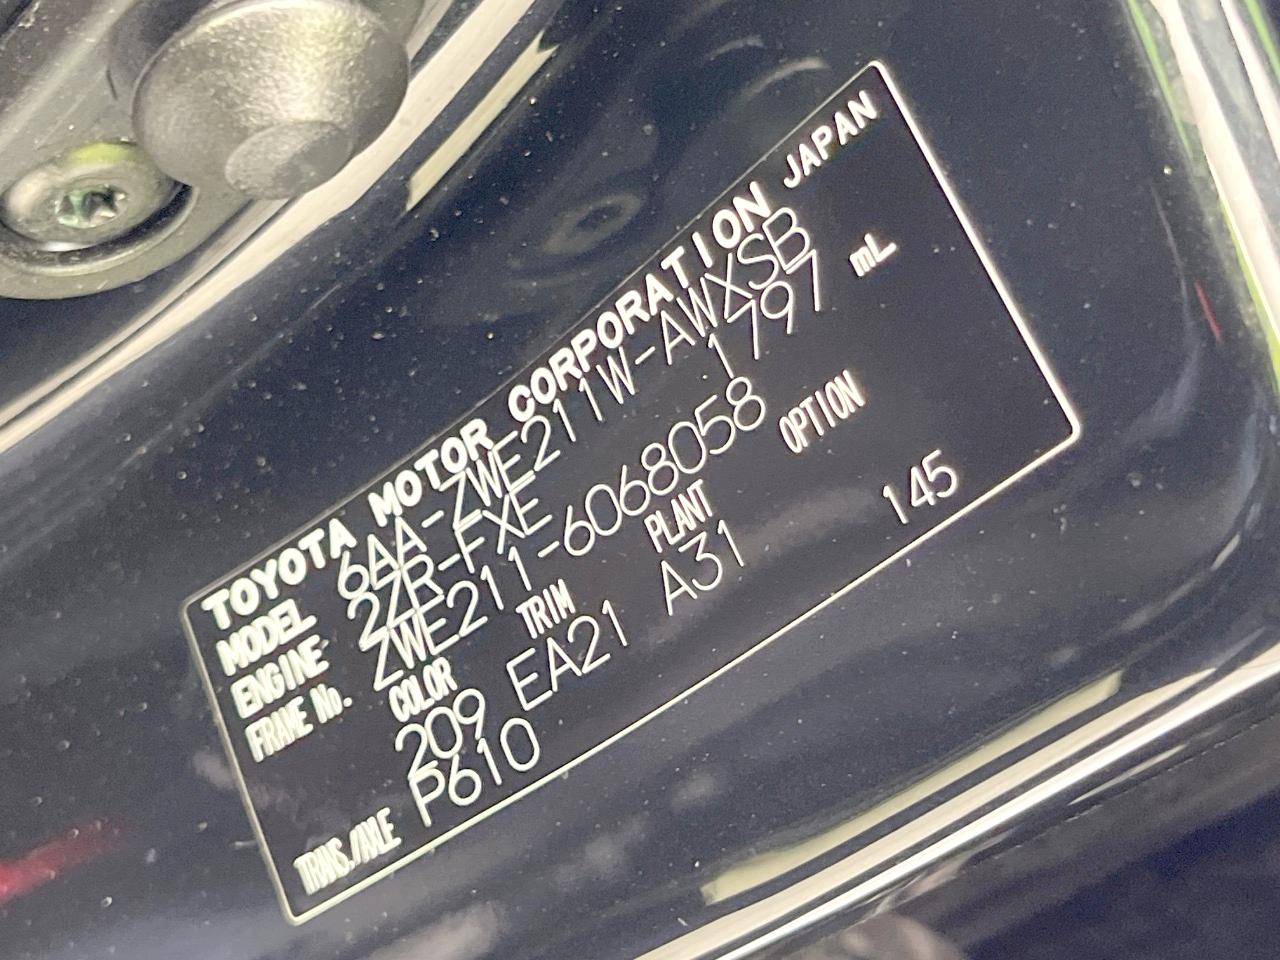 TOYOTA MOTOR CORPORATION JAPAN
MODEL 6AA-ZWE211W-AWXSB
ENGINE 2ZR-FXE 1797 mL
FRAME No. ZWE211-6068058
COLOR TRIM PLANT OPTION
209 EA21 A31 145
TRANS./AXLE P610